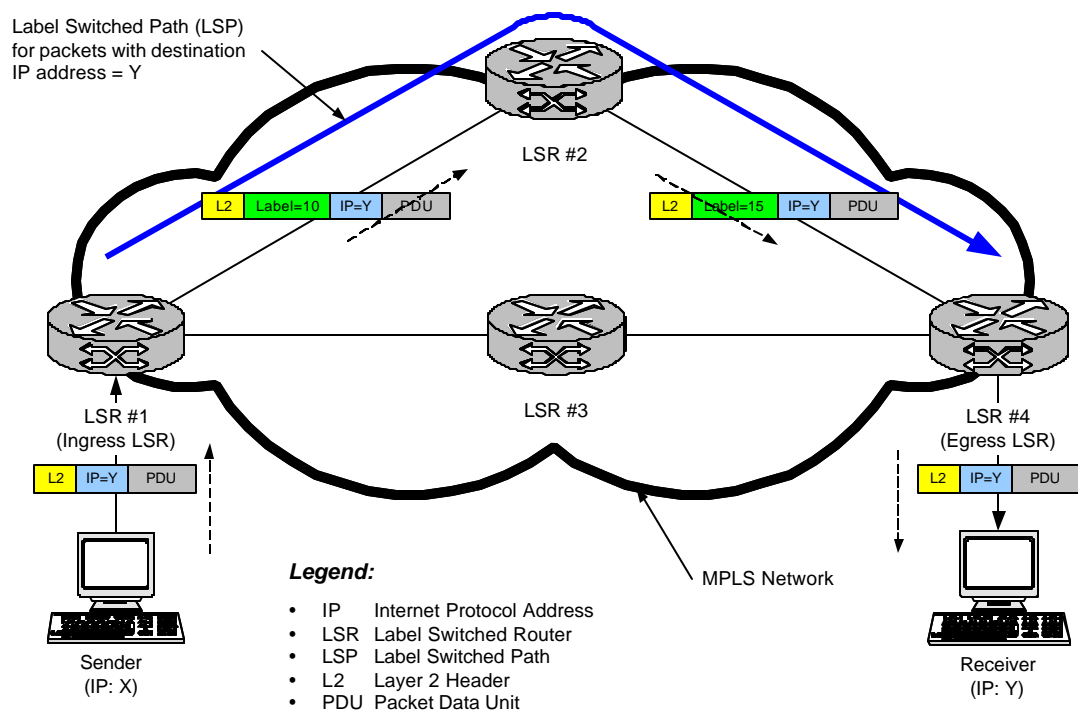 Label Switched Path (LSP)
for packets with destination
IP address = Y
LSR #2
L2 Label=10 IP=Y PDU
L2 Label=15 IP=Y PDU
LSR #1
(Ingress LSR)
LSR #3
LSR #4
(Egress LSR)
L2 IP=Y PDU
L2 IP=Y PDU
MPLS Network
Sender
(IP: X)
Legend:
• IP Internet Protocol Address
• LSR Label Switched Router
• LSP Label Switched Path
• L2 Layer 2 Header
• PDU Packet Data Unit
Receiver
(IP: Y)